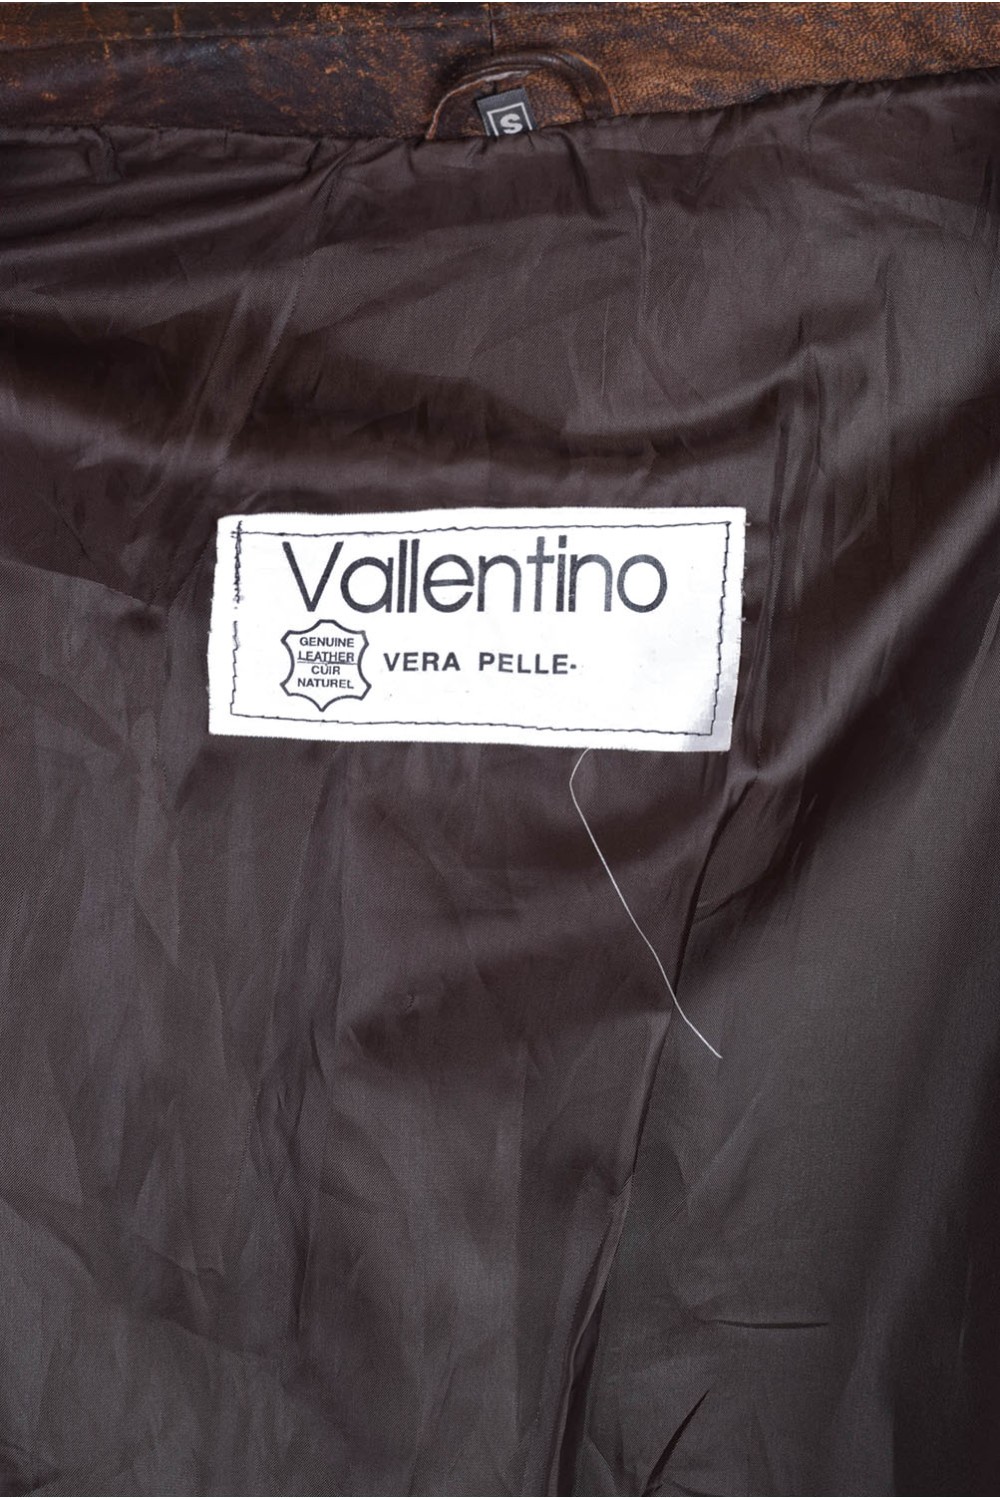 S
Vallentino
GENUINE
LEATHER
CUIR
NATUREL
VERA PELLE